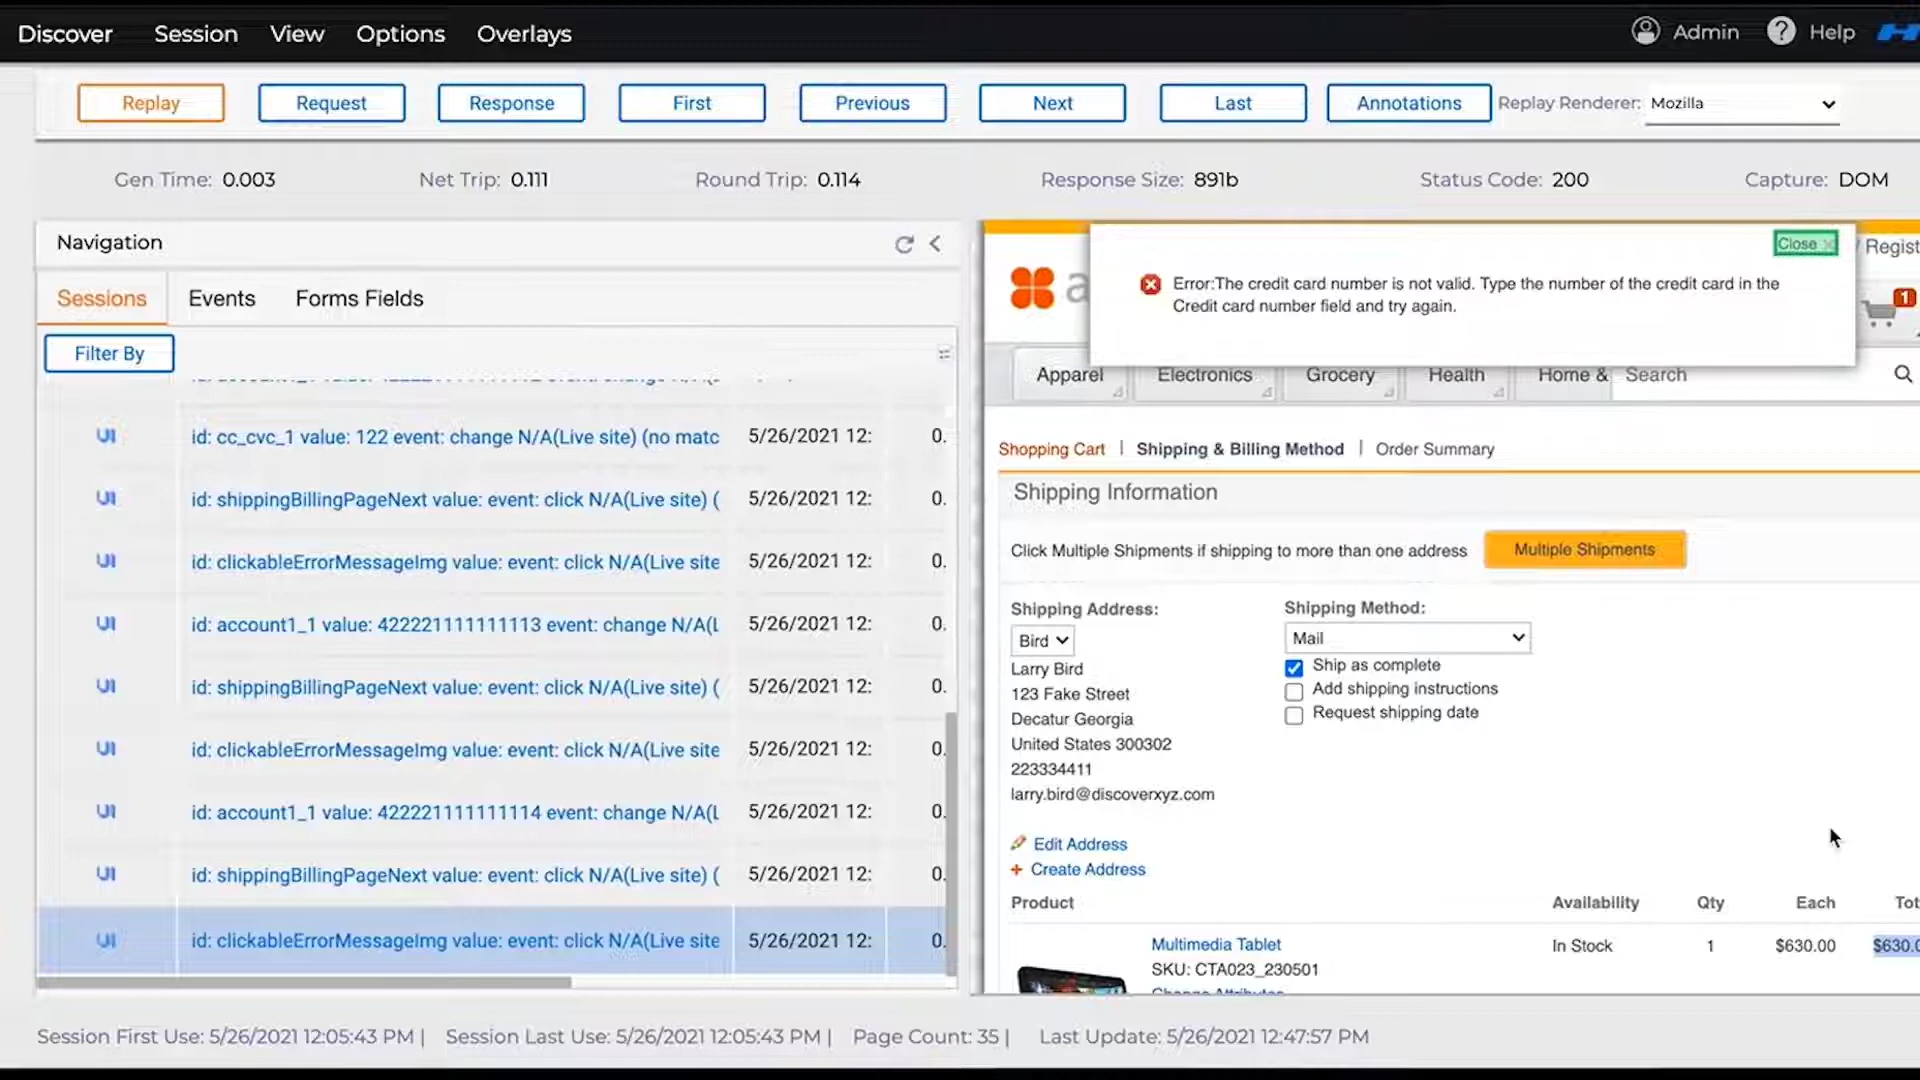 Discover Session View Options Overlays Admin ? Help
Replay Request Response First Previous Next Last Annotations Replay Renderer: Mozilla
Gen Time: 0.003 Net Trip: 0.111 Round Trip: 0.114 Response Size: 891b Status Code: 200 Capture: DOM
Navigation
Sessions Events Forms Fields
Filter By
UI id: cc_cvc_1 value: 122 event: change N/A(Live site) (no matc 5/26/2021 12: 0.
UI id: shippingBillingPageNext value: event: click N/A(Live site) ( 5/26/2021 12: 0.
UI id: clickableErrorMessageImg value: event: click N/A(Live site 5/26/2021 12: 0.
UI id: account1_1 value: 422221111111113 event: change N/A(L 5/26/2021 12: 0.
UI id: shippingBillingPageNext value: event: click N/A(Live site) ( 5/26/2021 12: 0.
UI id: clickableErrorMessageImg value: event: click N/A(Live site 5/26/2021 12: 0.
UI id: account1_1 value: 422221111111114 event: change N/A(L 5/26/2021 12: 0.
UI id: shippingBillingPageNext value: event: click N/A(Live site) ( 5/26/2021 12: 0.
UI id: clickableErrorMessageImg value: event: click N/A(Live site 5/26/2021 12: 0.
Close
/ Regist
a
1
Error:The credit card number is not valid. Type the number of the credit card in the
Credit card number field and try again.
Apparel Electronics Grocery Health Home & Search
Shopping Cart | Shipping & Billing Method | Order Summary
Shipping Information
Click Multiple Shipments if shipping to more than one address Multiple Shipments
Shipping Address:
Bird
Larry Bird
123 Fake Street
Decatur Georgia
United States 300302
223334411
larry.bird@discoverxyz.com
Edit Address
+ Create Address
Shipping Method:
Mail
Ship as complete
Add shipping instructions
Request shipping date
Product Availability Qty Each Tot
Multimedia Tablet In Stock 1 $630.00 $630.0
SKU: CTA023_230501
Change Attributes
Session First Use: 5/26/2021 12:05:43 PM | Session Last Use: 5/26/2021 12:05:43 PM | Page Count: 35 | Last Update: 5/26/2021 12:47:57 PM